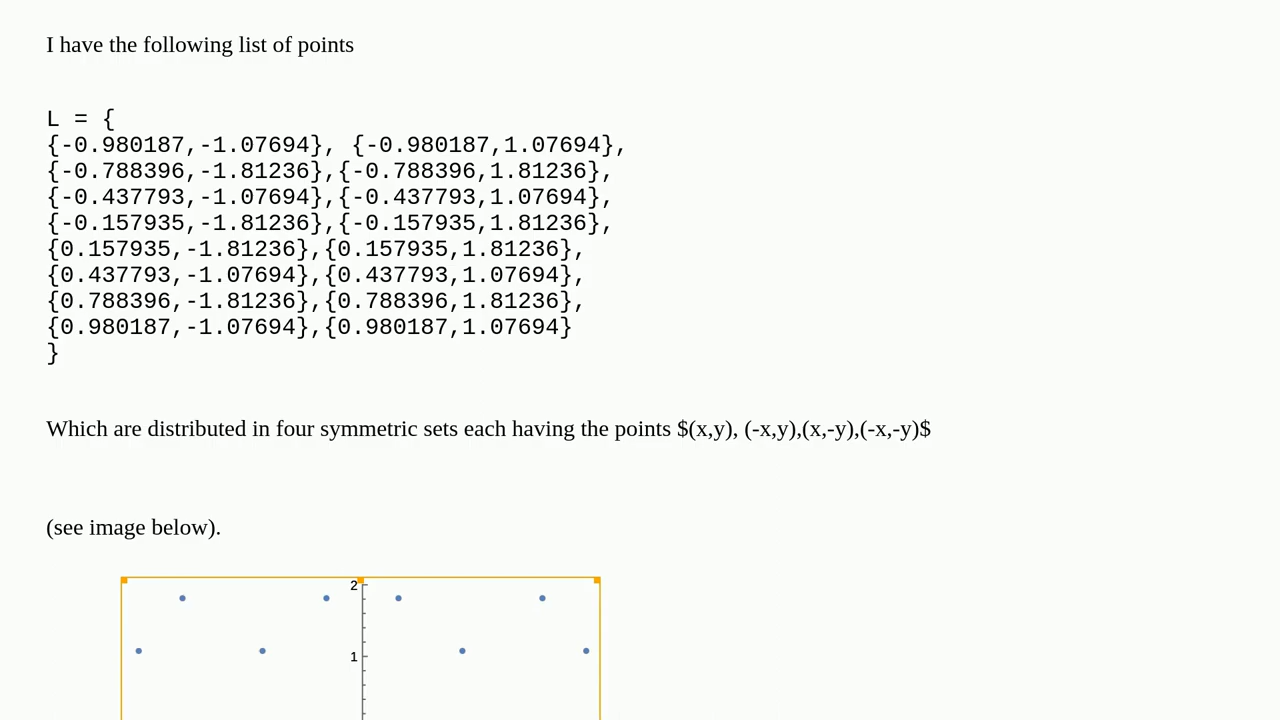 I have the following list of points
L = {
{-0.980187,-1.07694}, {-0.980187,1.07694},
{-0.788396,-1.81236},{-0.788396,1.81236},
{-0.437793,-1.07694},{-0.437793,1.07694},
{-0.157935,-1.81236},{-0.157935,1.81236},
{0.157935,-1.81236},{0.157935,1.81236},
{0.437793,-1.07694},{0.437793,1.07694},
{0.788396,-1.81236},{0.788396,1.81236},
{0.980187,-1.07694},{0.980187,1.07694}
}
Which are distributed in four symmetric sets each having the points $(x,y), (-x,y),(x,-y),(-x,-y)$
(see image below).
2
1